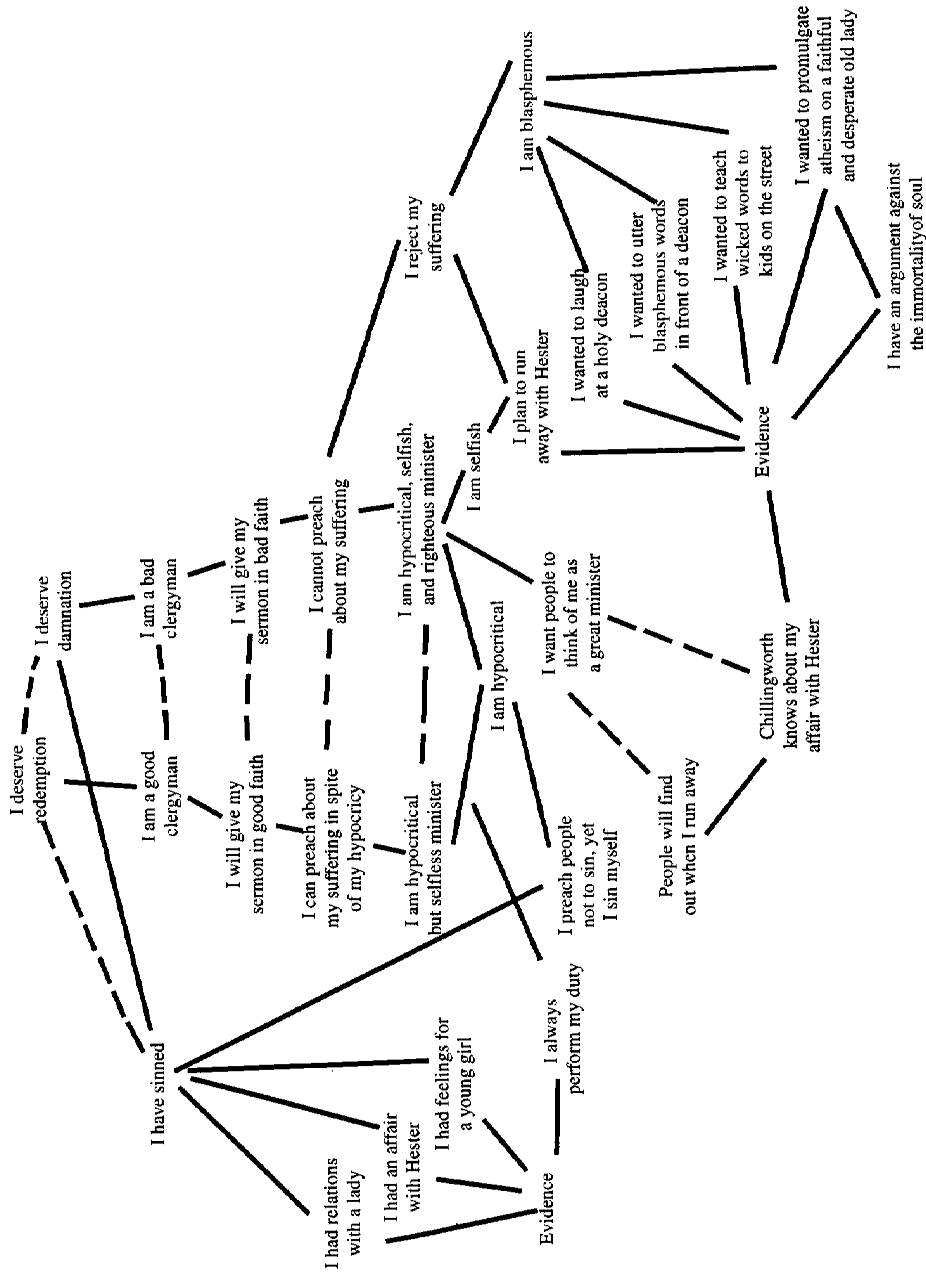 I deserve
redemption
I deserve
damnation
I have sinned
I am a good
clergyman
I am a bad
clergyman
I will give my
sermon in good faith
I will give my
sermon in bad faith
I had relations
with a lady
I can preach about
my suffering in spite
of my hypocricy
I cannot preach
about my suffering
I reject my
suffering
I had an affair
with Hester
I am hypocritical
but selfless minister
I am hypocritical, selfish,
and righteous minister
I had feelings for
a young girl
I am hypocritical
I am selfish
I am blasphemous
Evidence
I always
perform my duty
I preach people
not to sin, yet
I sin myself
I want people to
think of me as
a great minister
I plan to run
away with Hester
I wanted to laugh
at a holy deacon
I wanted to utter
blasphemous words
in front of a deacon
I wanted to teach
wicked words to
kids on the street
I wanted to promulgate
atheism on a faithful
and desperate old lady
People will find
out when I run away
Chillingworth
knows about my
affair with Hester
Evidence
I have an argument against
the immortalityof soul